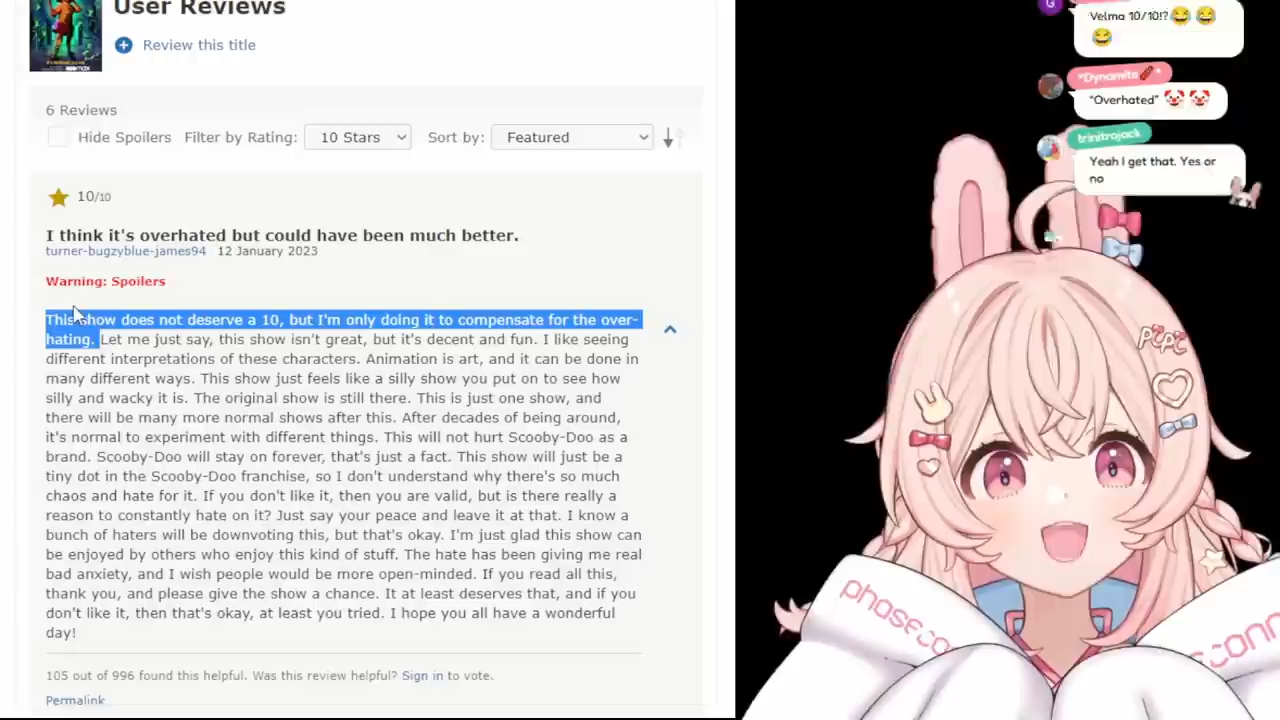 User Reviews
Review this title
6 Reviews
Hide Spoilers Filter by Rating: 10 Stars Sort by: Featured
10/10
I think it's overhated but could have been much better.
turner-bugzyblue-james94 12 January 2023
Warning: Spoilers
This show does not deserve a 10, but I'm only doing it to compensate for the over-
hating. Let me just say, this show isn't great, but it's decent and fun. I like seeing
different interpretations of these characters. Animation is art, and it can be done in
many different ways. This show just feels like a silly show you put on to see how
silly and wacky it is. The original show is still there. This is just one show, and
there will be many more normal shows after this. After decades of being around,
it's normal to experiment with different things. This will not hurt Scooby-Doo as a
brand. Scooby-Doo will stay on forever, that's just a fact. This show will just be a
tiny dot in the Scooby-Doo franchise, so I don't understand why there's so much
chaos and hate for it. If you don't like it, then you are valid, but is there really a
reason to constantly hate on it? Just say your peace and leave it at that. I know a
bunch of haters will be downvoting this, but that's okay. I'm just glad this show can
be enjoyed by others who enjoy this kind of stuff. The hate has been giving me real
bad anxiety, and I wish people would be more open-minded. If you read all this,
thank you, and please give the show a chance. It at least deserves that, and if you
don't like it, then that's okay, at least you tried. I hope you all have a wonderful
day!
105 out of 996 found this helpful. Was this review helpful? Sign in to vote.
Permalink
G
Velma 10/10!? 😂 😂
😂
*Dynamite🧨*
“Overhated” 🤡 🤡
trinitrojack
Yeah I get that. Yes or
no
PiPi
phaseco
conn